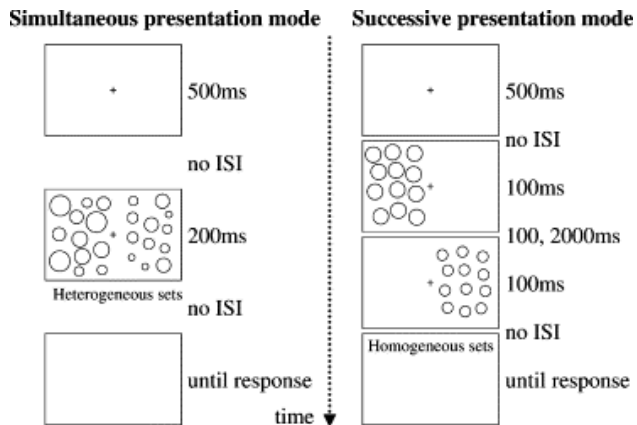 Simultaneous presentation mode
500ms
no ISI
200ms
Heterogeneous sets
no ISI
until response
time
Successive presentation mode
500ms
no ISI
100ms
100, 2000ms
100ms
no ISI
Homogeneous sets
until response